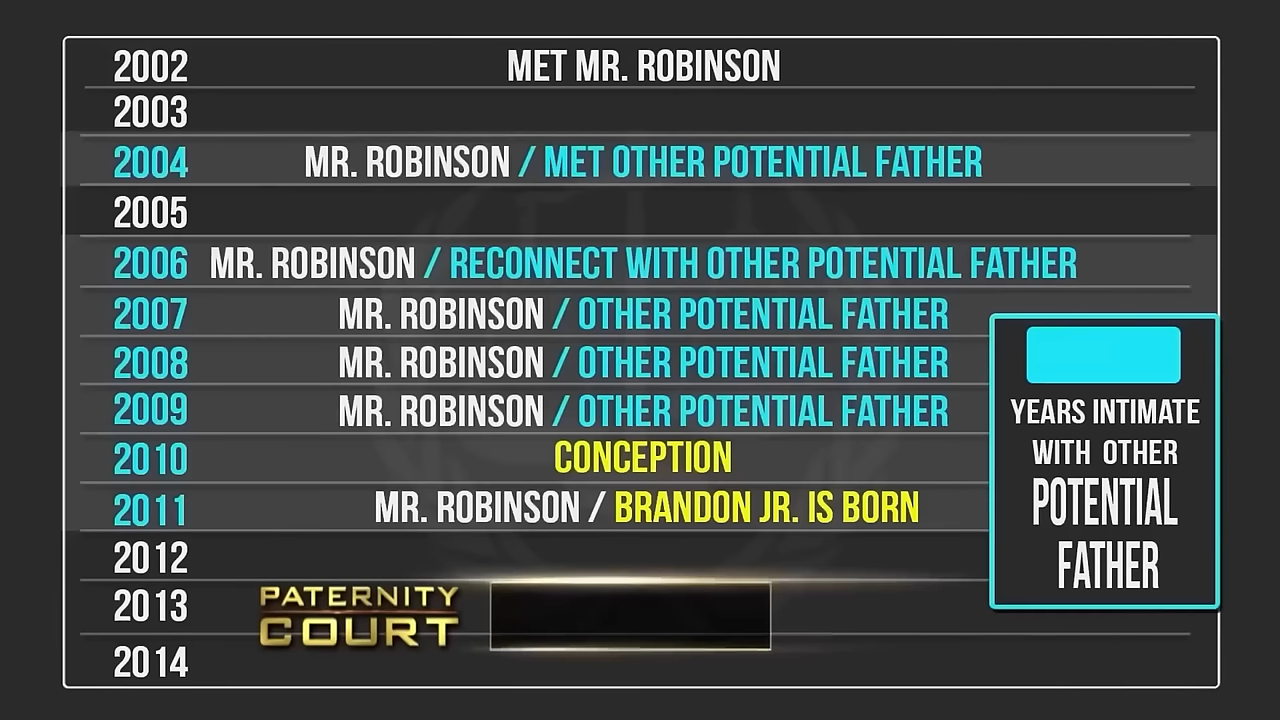 2002 MET MR. ROBINSON
2003
2004 MR. ROBINSON / MET OTHER POTENTIAL FATHER
2005
2006 MR. ROBINSON / RECONNECT WITH OTHER POTENTIAL FATHER
2007 MR. ROBINSON / OTHER POTENTIAL FATHER
2008 MR. ROBINSON / OTHER POTENTIAL FATHER
2009 MR. ROBINSON / OTHER POTENTIAL FATHER
2010 CONCEPTION
2011 MR. ROBINSON / BRANDON JR. IS BORN
2012
2013
2014
YEARS INTIMATE
WITH OTHER
POTENTIAL
FATHER
PATERNITY
COURT